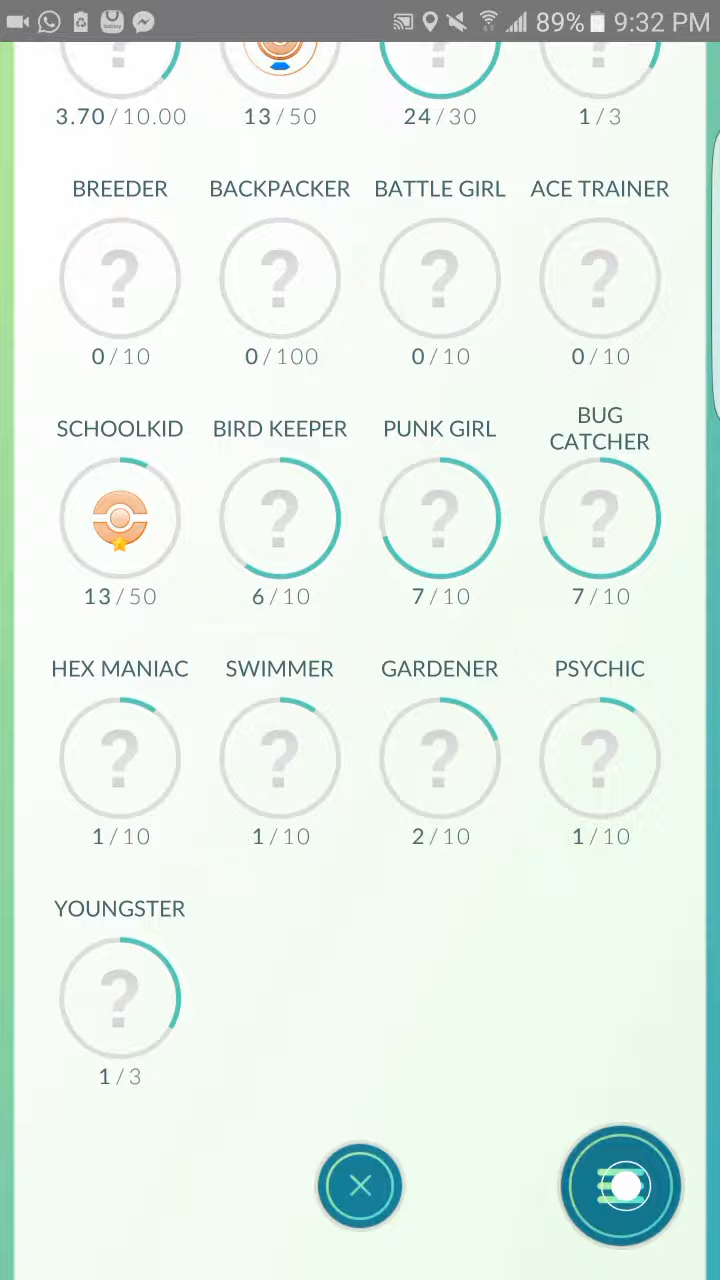 89% 9:32 PM
3.70 / 10.00 13 / 50 24 / 30 1 / 3
BREEDER BACKPACKER BATTLE GIRL ACE TRAINER
? ? ? ?
0 / 10 0 / 100 0 / 10 0 / 10
SCHOOLKID BIRD KEEPER PUNK GIRL BUG CATCHER
? ? ?
13 / 50 6 / 10 7 / 10 7 / 10
HEX MANIAC SWIMMER GARDENER PSYCHIC
? ? ? ?
1 / 10 1 / 10 2 / 10 1 / 10
YOUNGSTER
?
1 / 3